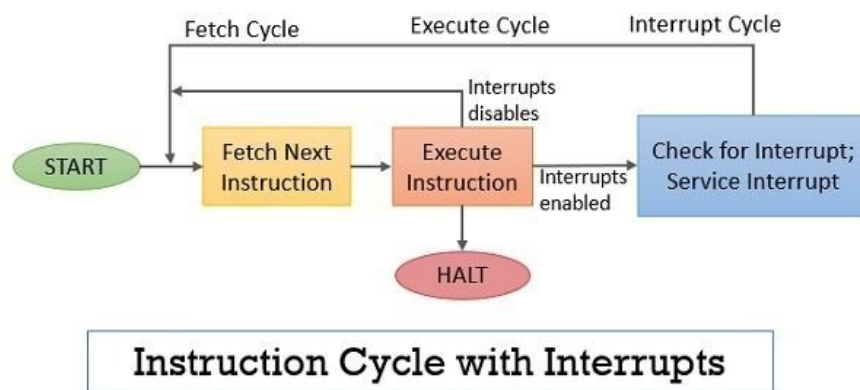 Fetch Cycle
Execute Cycle
Interrupt Cycle
Interrupts
disables
START
Fetch Next
Instruction
Execute
Instruction
Interrupts
enabled
Check for Interrupt;
Service Interrupt
HALT
Instruction Cycle with Interrupts